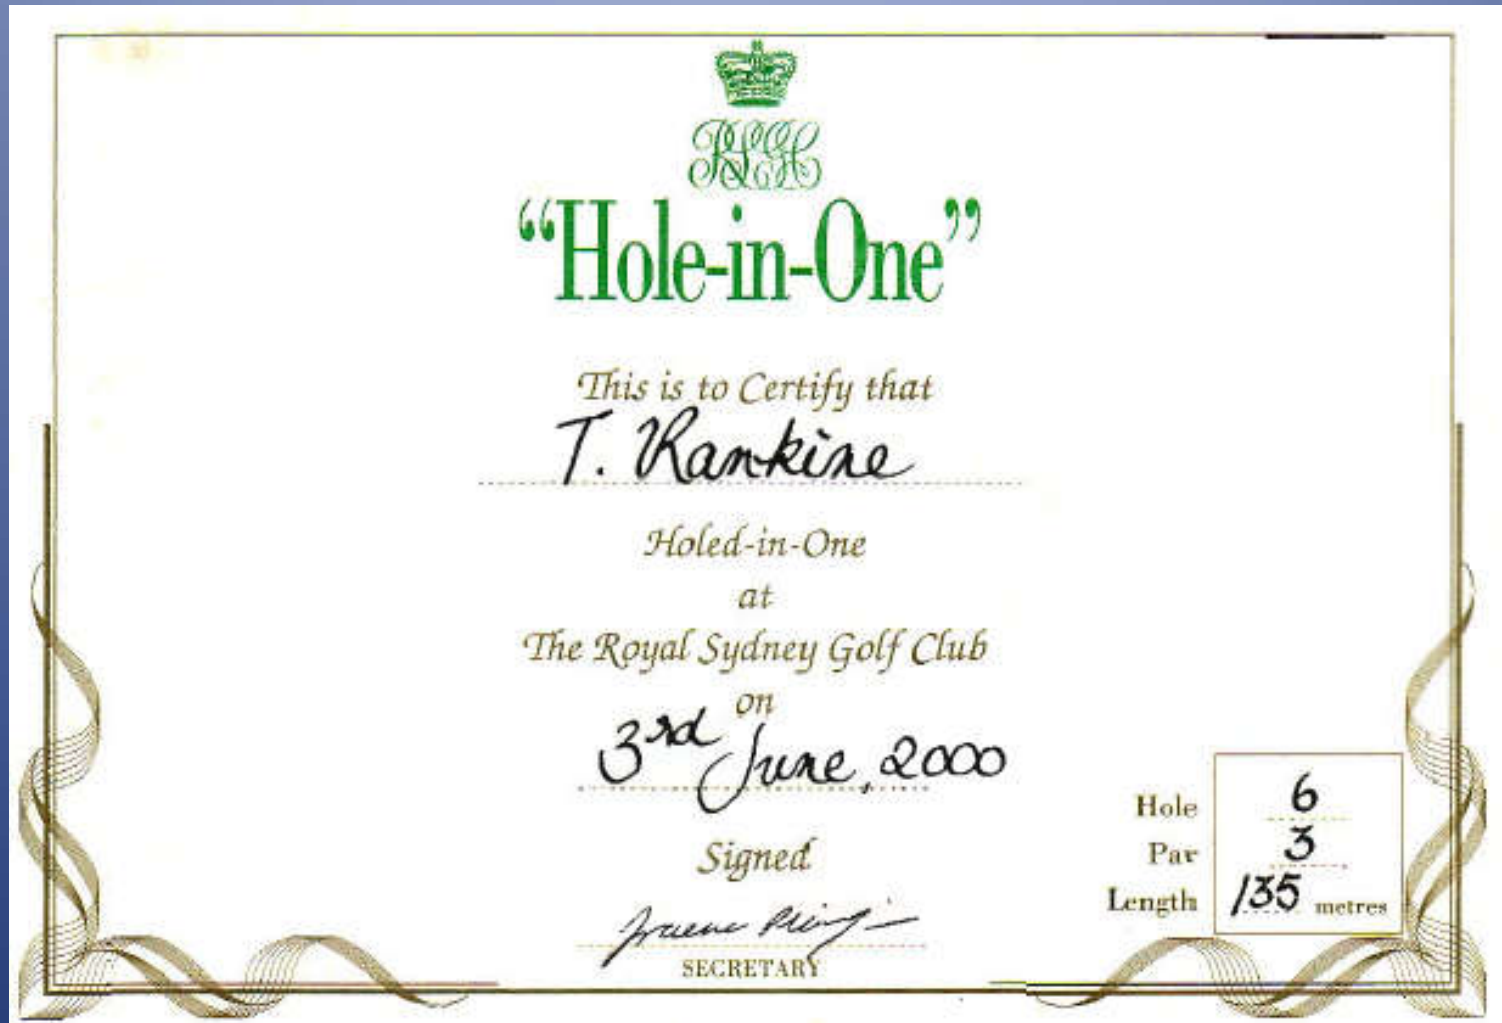 "Hole-in-One"
This is to Certify that
T. Rankine
Holed-in-One
at
The Royal Sydney Golf Club
on
3rd June, 2000
Signed
SECRETARY
Hole 6
Par 3
Length 135 metres